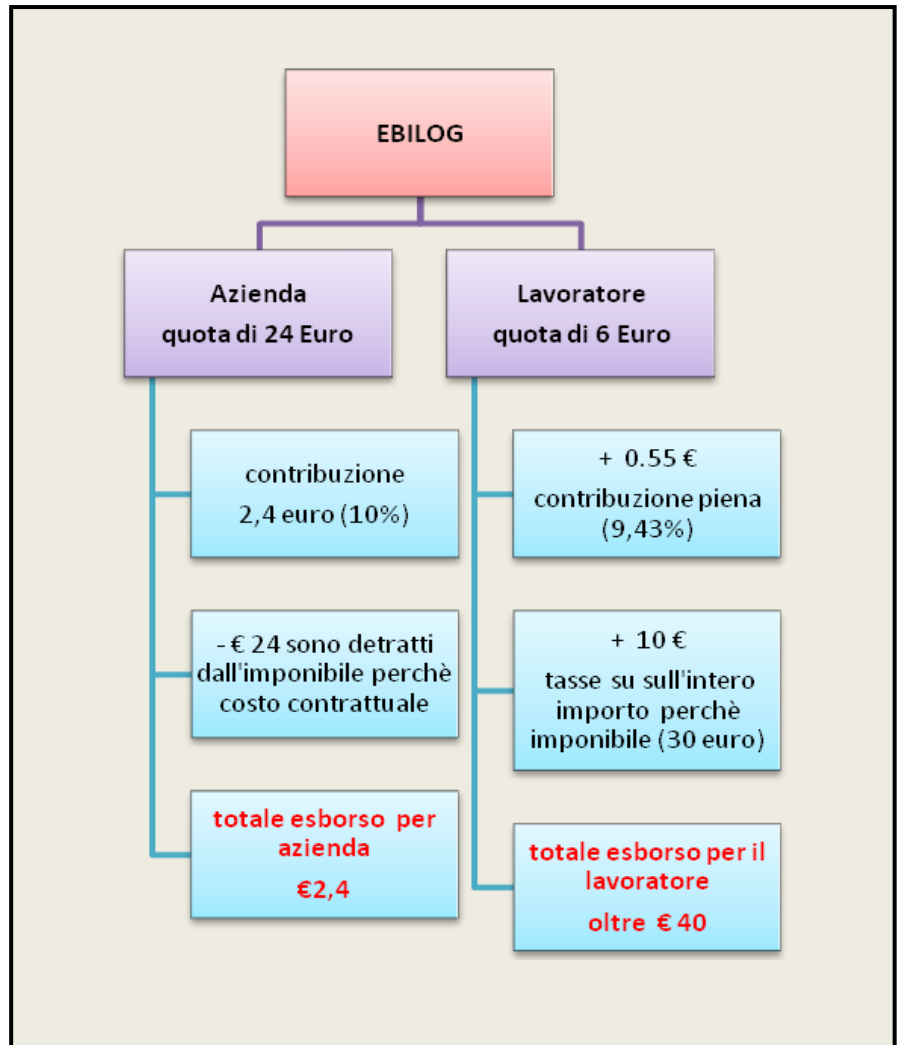 EBILOG
Azienda
quota di 24 Euro
contribuzione
2,4 euro (10%)
- € 24 sono detratti
dall'imponibile perchè
costo contrattuale
totale esborso per
azienda
€2,4
Lavoratore
quota di 6 Euro
+ 0.55 €
contribuzione piena
(9,43%)
+ 10 €
tasse su sull'intero
importo perchè
imponibile (30 euro)
totale esborso per il
lavoratore
oltre € 40